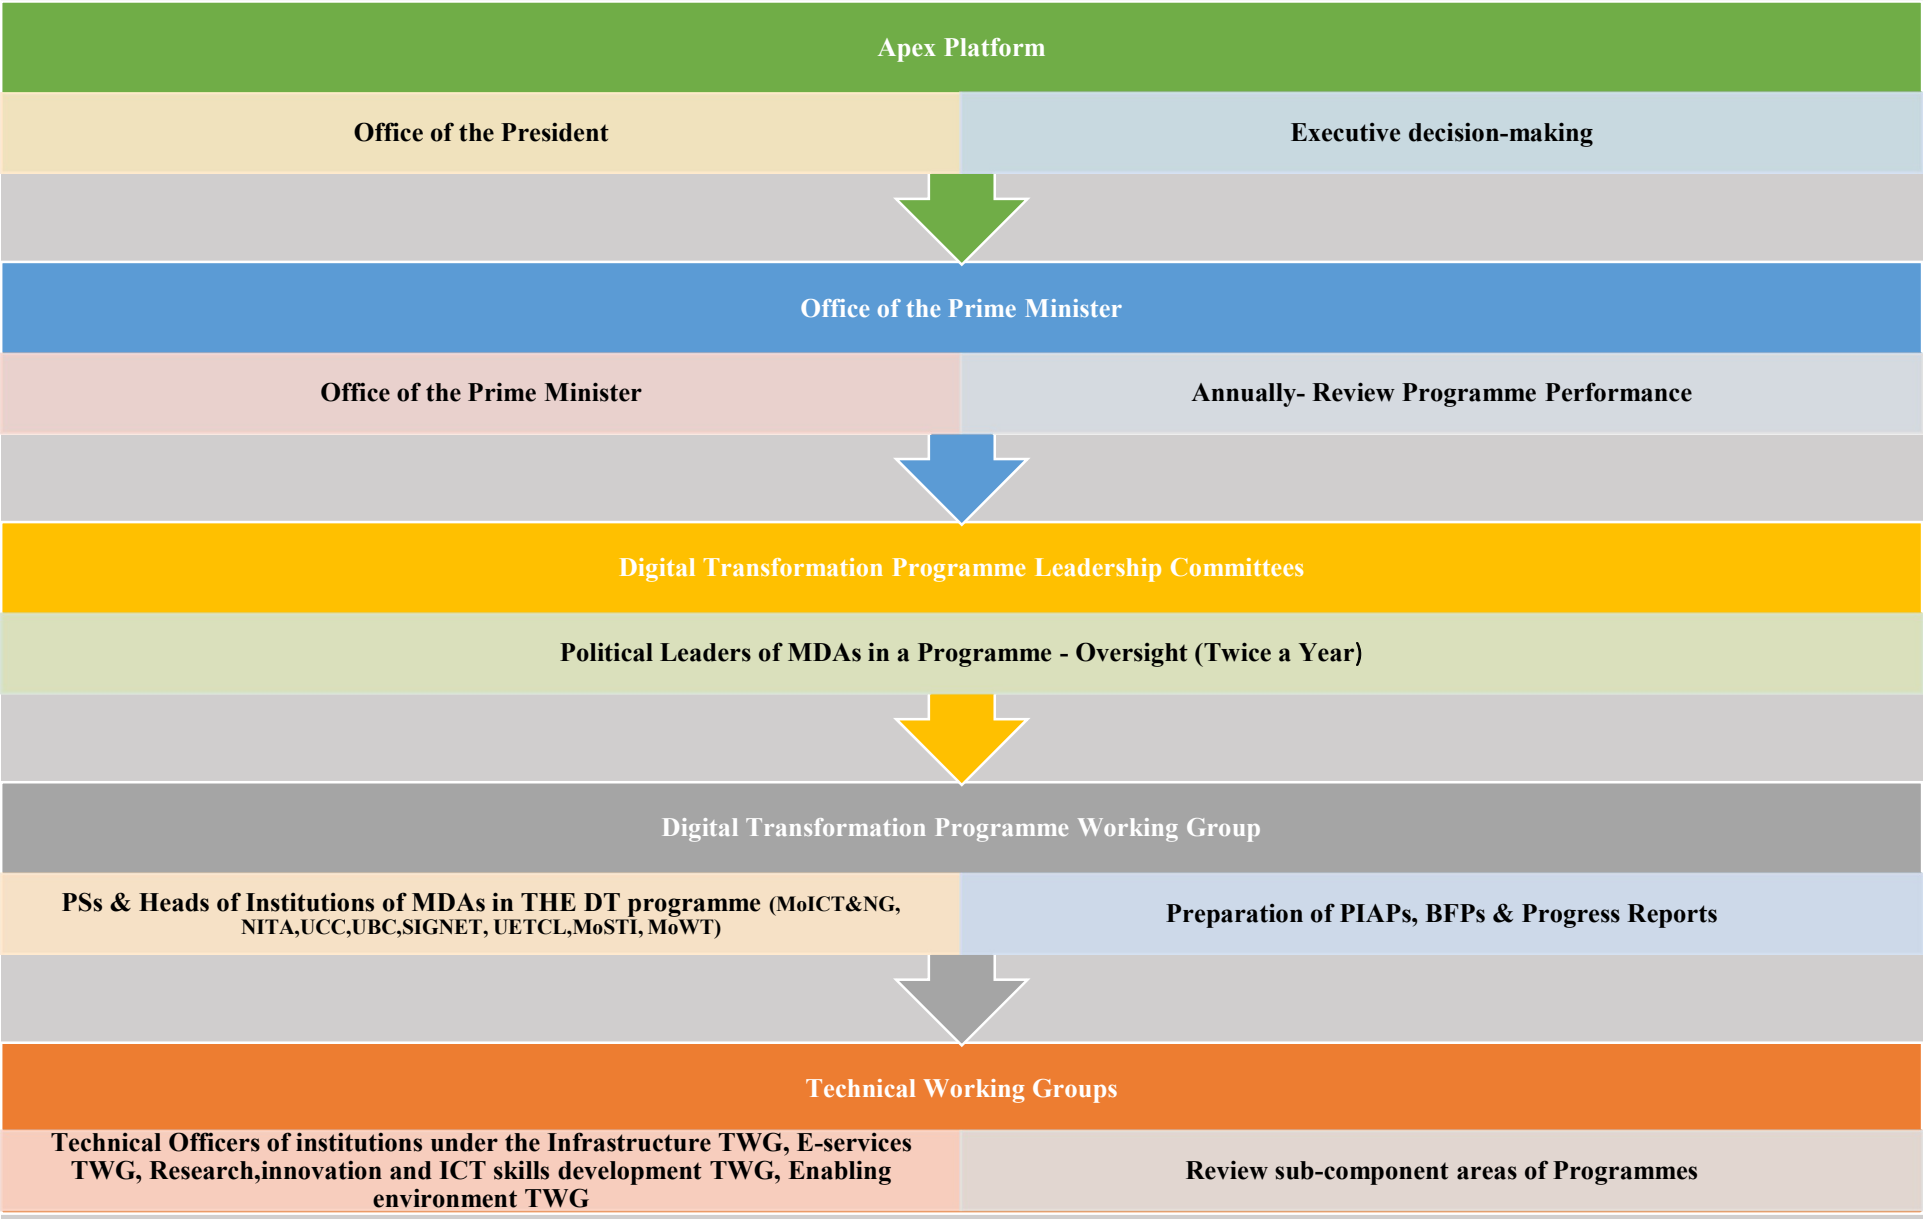 Apex Platform
Office of the President
Executive decision-making
Office of the Prime Minister
Office of the Prime Minister
Annually- Review Programme Performance
Digital Transformation Programme Leadership Committees
Political Leaders of MDAs in a Programme - Oversight (Twice a Year)
Digital Transformation Programme Working Group
PSs & Heads of Institutions of MDAs in THE DT programme (MoICT&NG,
NITA,UCC,UBC,SIGNET, UETCL,MoSTI, MoWT)
Preparation of PIAPs, BFPs & Progress Reports
Technical Working Groups
Technical Officers of institutions under the Infrastructure TWG, E-services
TWG, Research,innovation and ICT skills development TWG, Enabling
environment TWG
Review sub-component areas of Programmes